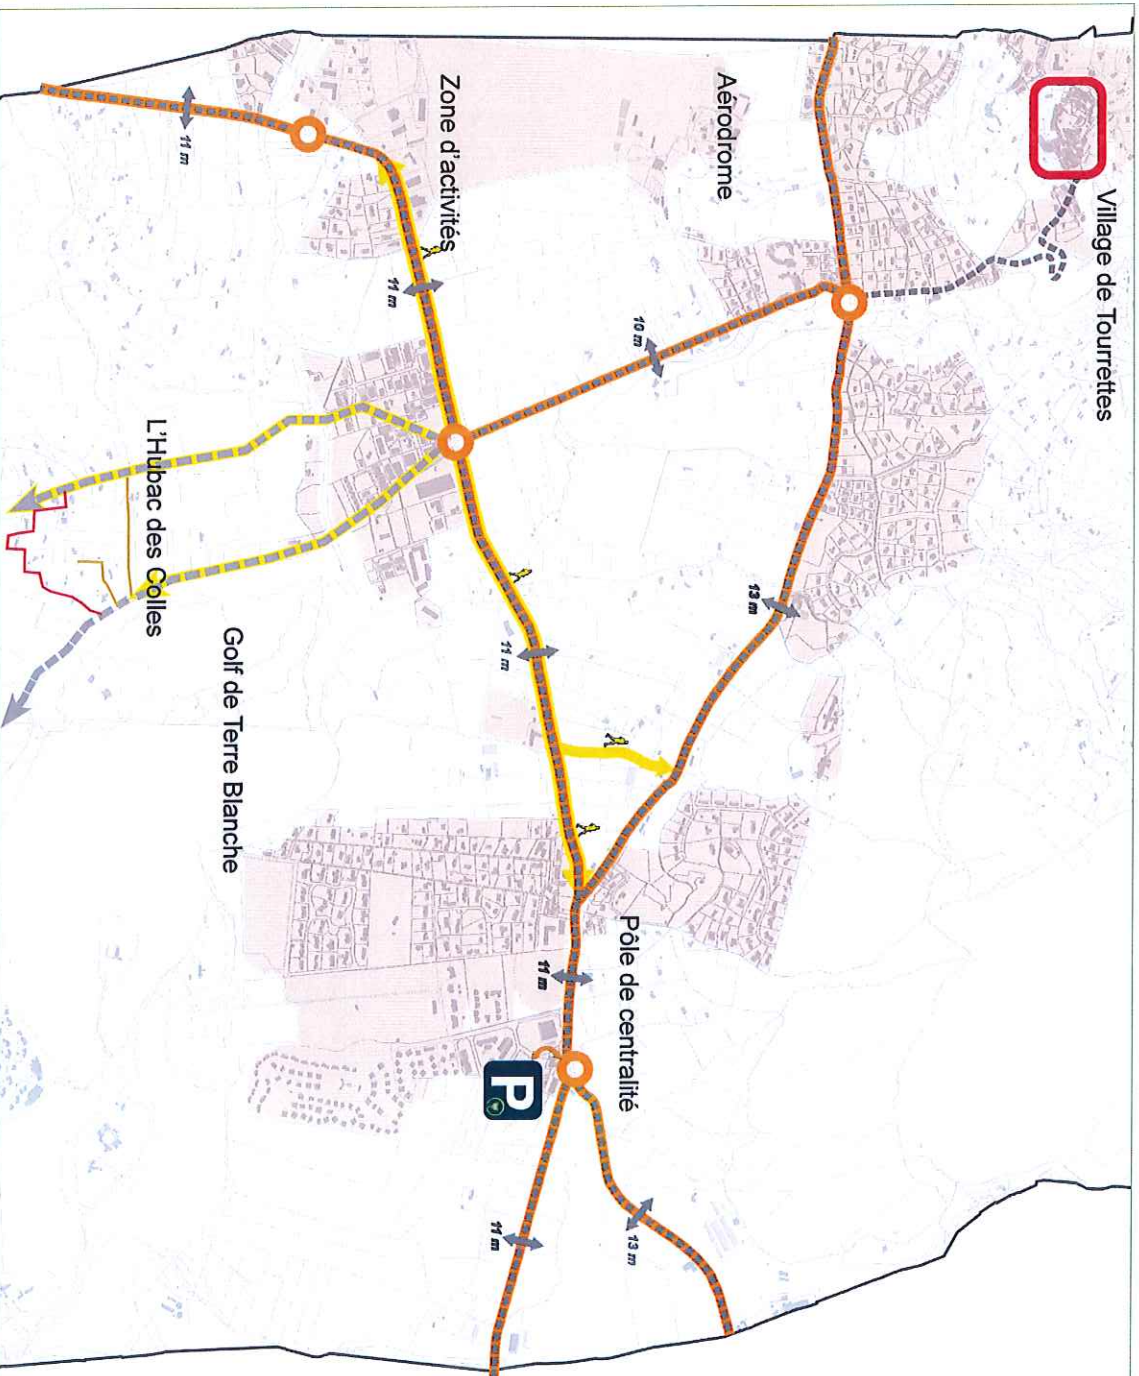 Village de Tourrettes
Aérodrome
Zone d'activités
11 m
11 m
10 m
13 m
L'Hubac des Colles
Golf de Terre Blanche
11 m
Pôle de centralité
11 m
P
13 m
11 m